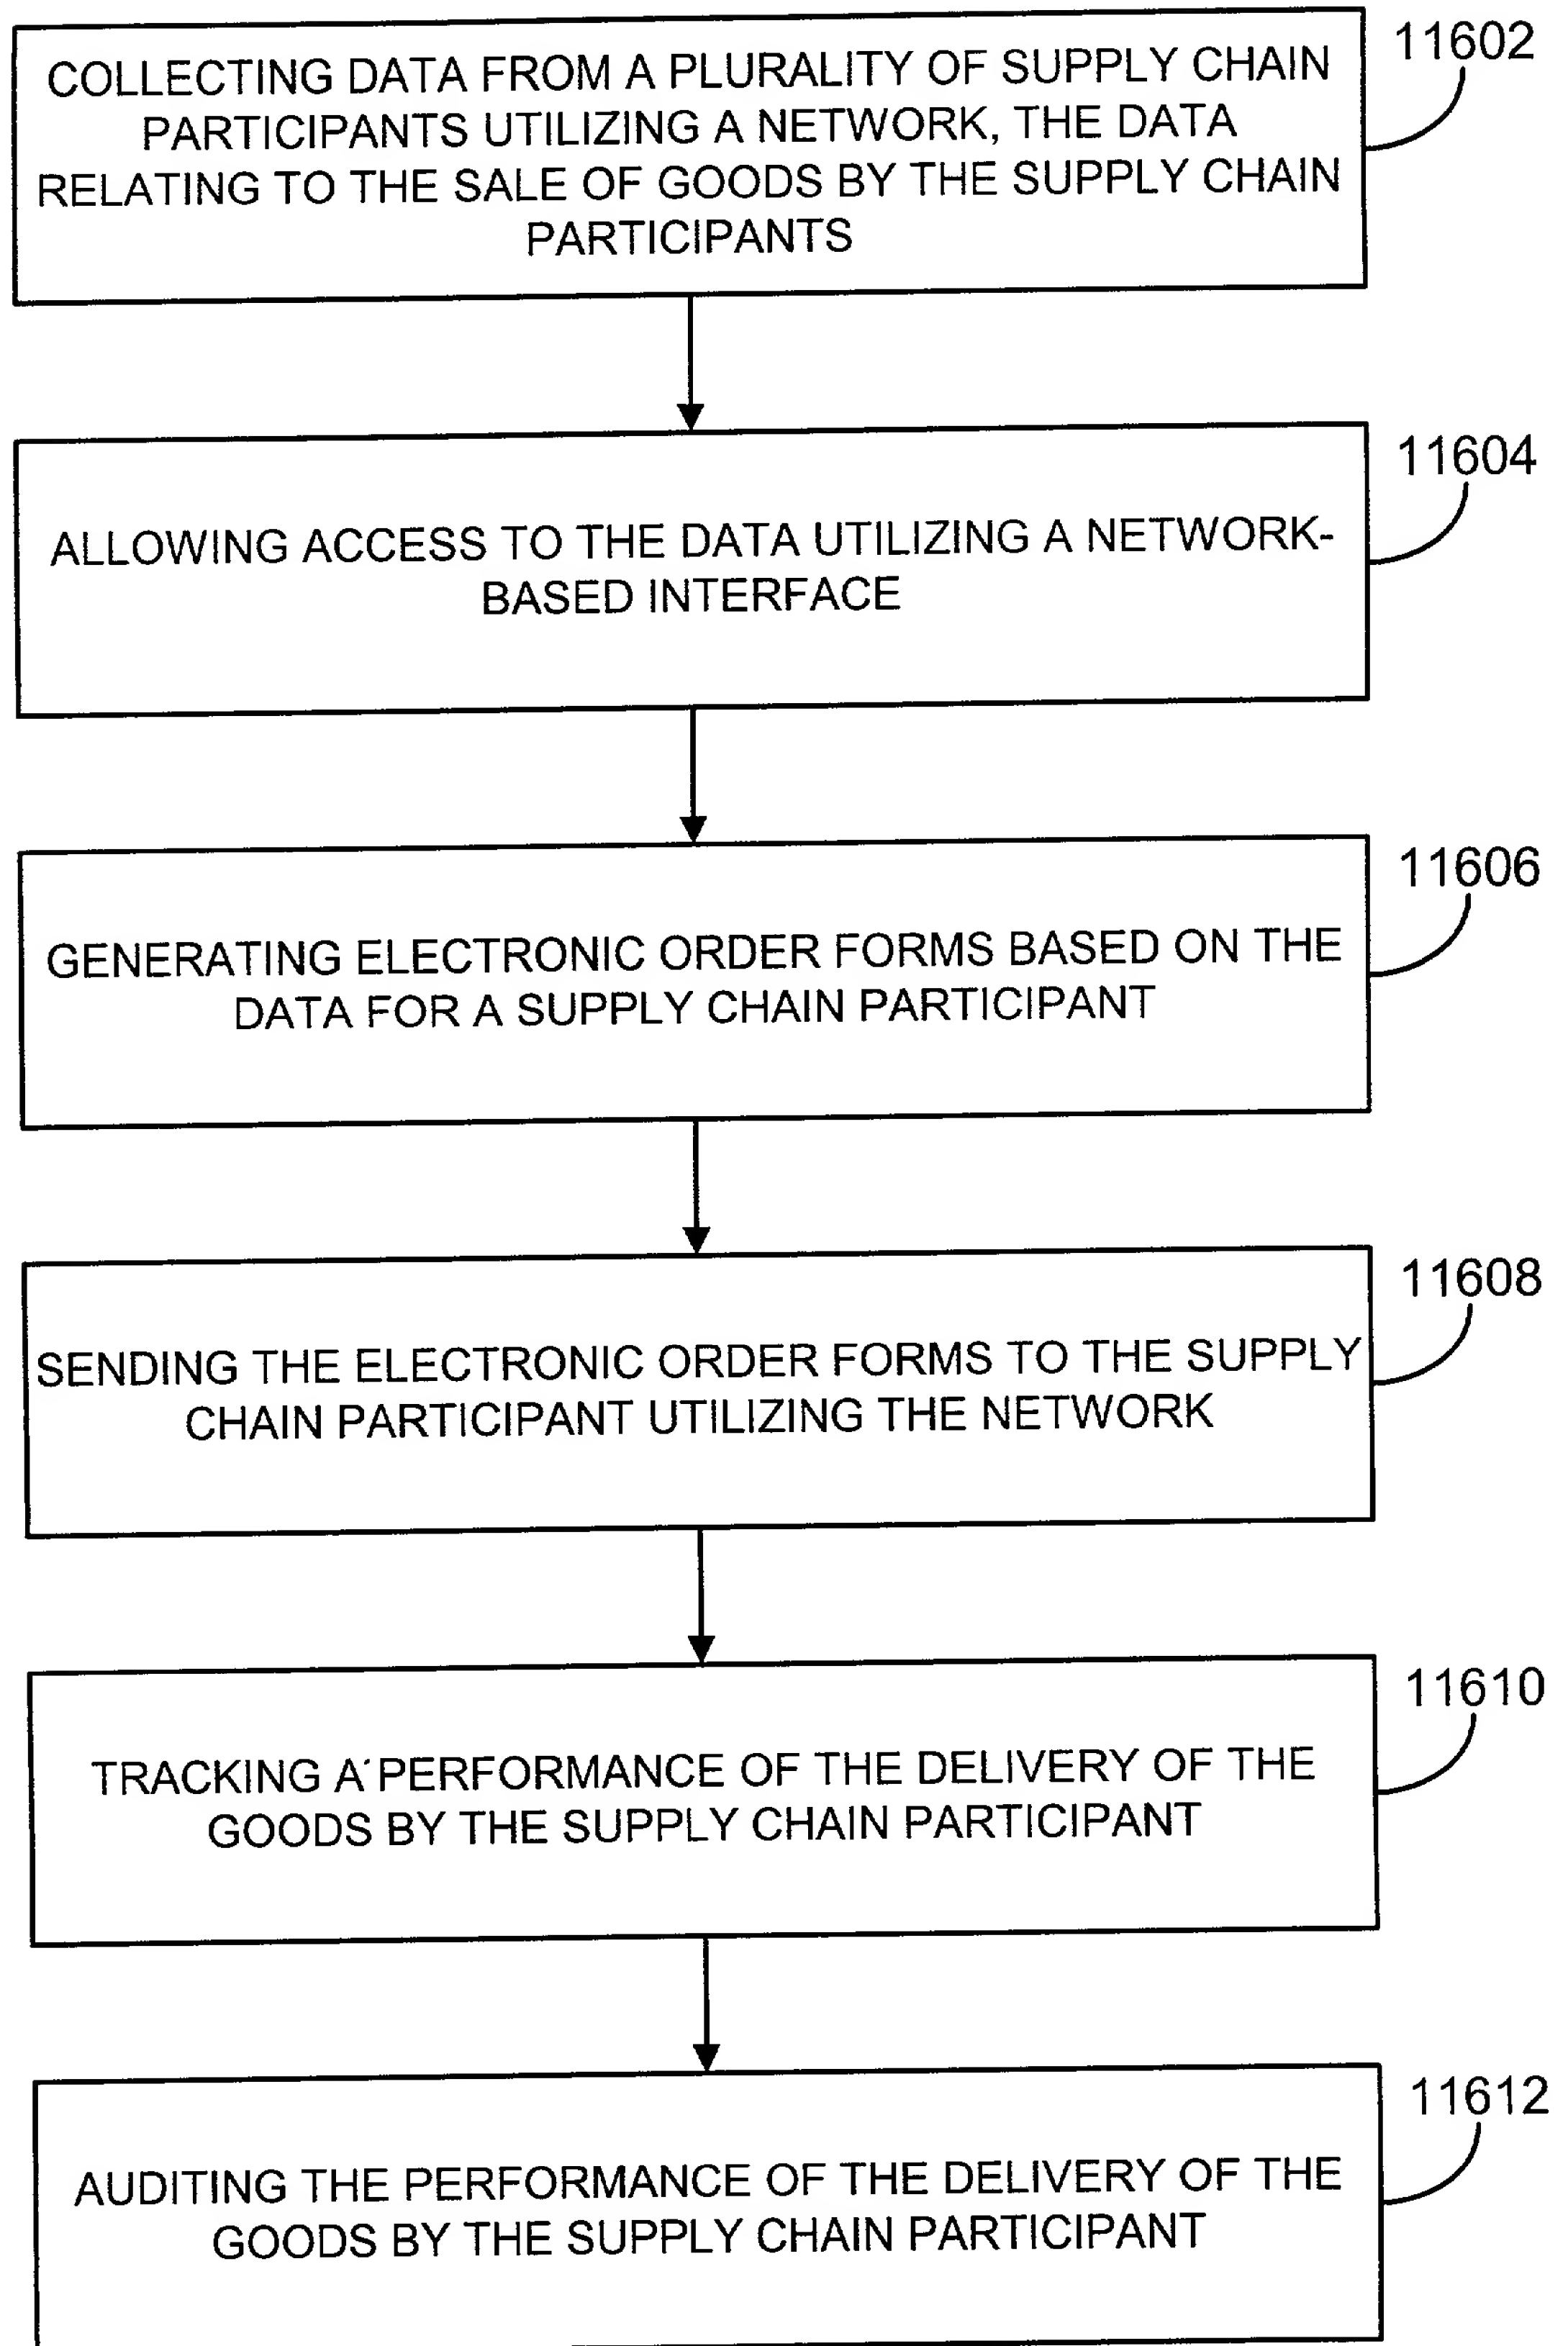 11602
COLLECTING DATA FROM A PLURALITY OF SUPPLY CHAIN
PARTICIPANTS UTILIZING A NETWORK, THE DATA
RELATING TO THE SALE OF GOODS BY THE SUPPLY CHAIN
PARTICIPANTS
11604
ALLOWING ACCESS TO THE DATA UTILIZING A NETWORK-
BASED INTERFACE
11606
GENERATING ELECTRONIC ORDER FORMS BASED ON THE
DATA FOR A SUPPLY CHAIN PARTICIPANT
11608
SENDING THE ELECTRONIC ORDER FORMS TO THE SUPPLY
CHAIN PARTICIPANT UTILIZING THE NETWORK
11610
TRACKING A PERFORMANCE OF THE DELIVERY OF THE
GOODS BY THE SUPPLY CHAIN PARTICIPANT
11612
AUDITING THE PERFORMANCE OF THE DELIVERY OF THE
GOODS BY THE SUPPLY CHAIN PARTICIPANT